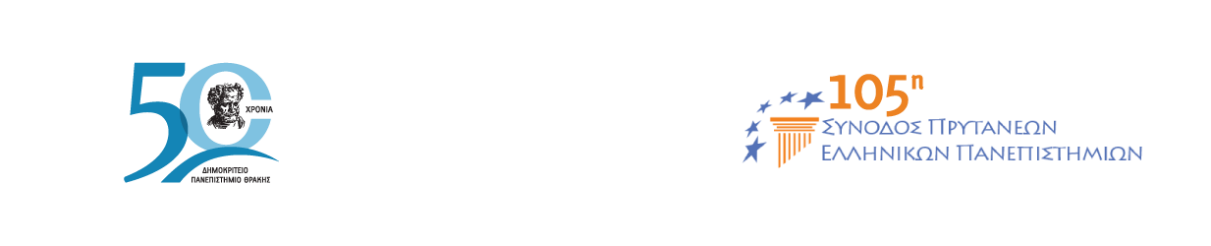 50
ΧΡΟΝΙΑ
ΔΗΜΟΚΡΙΤΕΙΟ
ΠΑΝΕΠΙΣΤΗΜΙΟ ΘΡΑΚΗΣ
105η
ΣΥΝΟΔΟΣ ΠΡΥΤΑΝΕΩΝ
ΕΛΛΗΝΙΚΩΝ ΠΑΝΕΠΙΣΤΗΜΙΩΝ